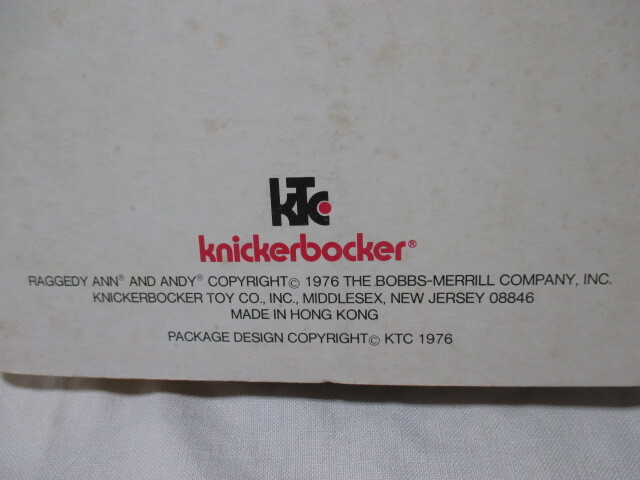 KTC
knickerbocker®
RAGGEDY ANN® AND ANDY® COPYRIGHT© 1976 THE BOBBS-MERRILL COMPANY, INC.
KNICKERBOCKER TOY CO., INC., MIDDLESEX, NEW JERSEY 08846
MADE IN HONG KONG
PACKAGE DESIGN COPYRIGHT© KTC 1976